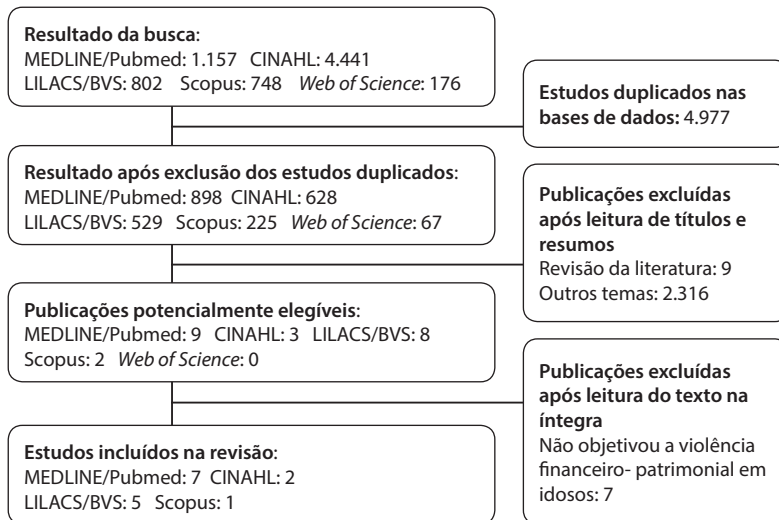 Resultado da busca:
MEDLINE/Pubmed: 1.157 CINAHL: 4.441
LILACS/BVS: 802 Scopus: 748 Web of Science: 176
Estudos duplicados nas
bases de dados: 4.977
Resultado após exclusão dos estudos duplicados:
MEDLINE/Pubmed: 898 CINAHL: 628
LILACS/BVS: 529 Scopus: 225 Web of Science: 67
Publicações excluídas
após leitura de títulos e
resumos
Revisão da literatura: 9
Outros temas: 2.316
Publicações potencialmente elegíveis:
MEDLINE/Pubmed: 9 CINAHL: 3 LILACS/BVS: 8
Scopus: 2 Web of Science: 0
Publicações excluídas
após leitura do texto na
íntegra
Não objetivou a violência
financeiro- patrimonial em
idosos: 7
Estudos incluídos na revisão:
MEDLINE/Pubmed: 7 CINAHL: 2
LILACS/BVS: 5 Scopus: 1